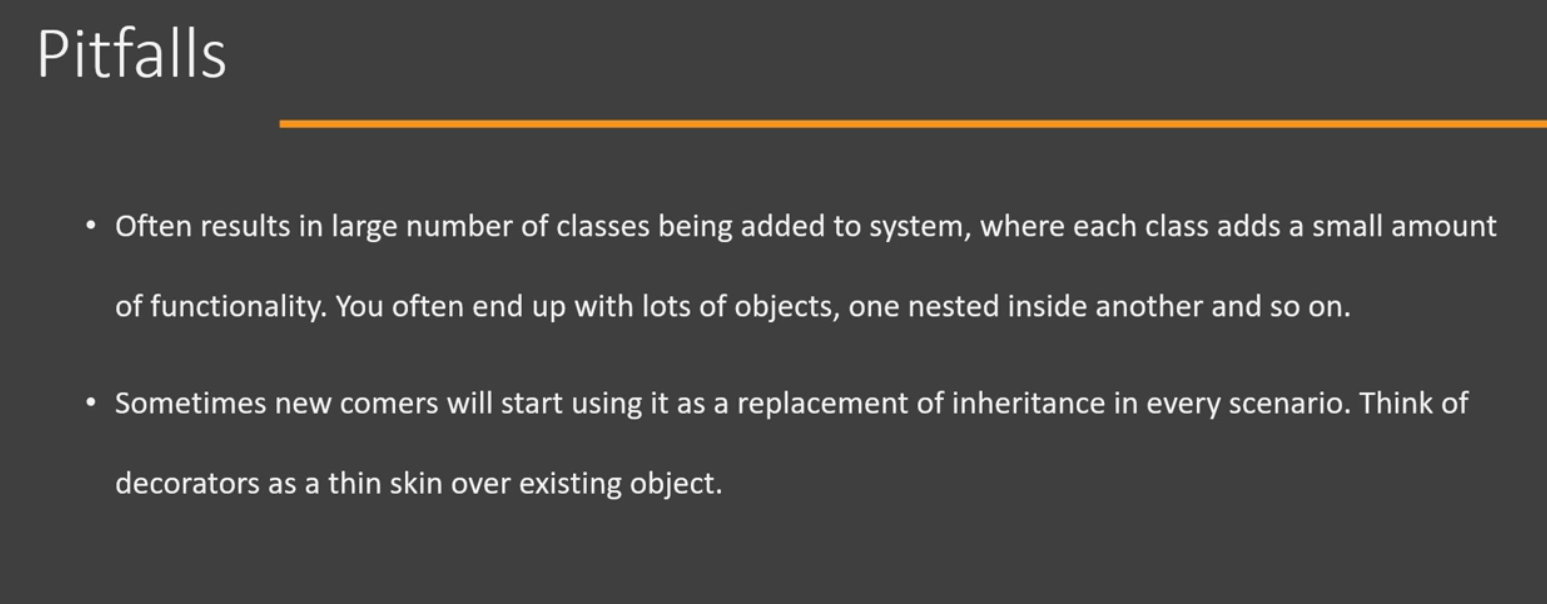 Pitfalls
• Often results in large number of classes being added to system, where each class adds a small amount
of functionality. You often end up with lots of objects, one nested inside another and so on.
• Sometimes new comers will start using it as a replacement of inheritance in every scenario. Think of
decorators as a thin skin over existing object.